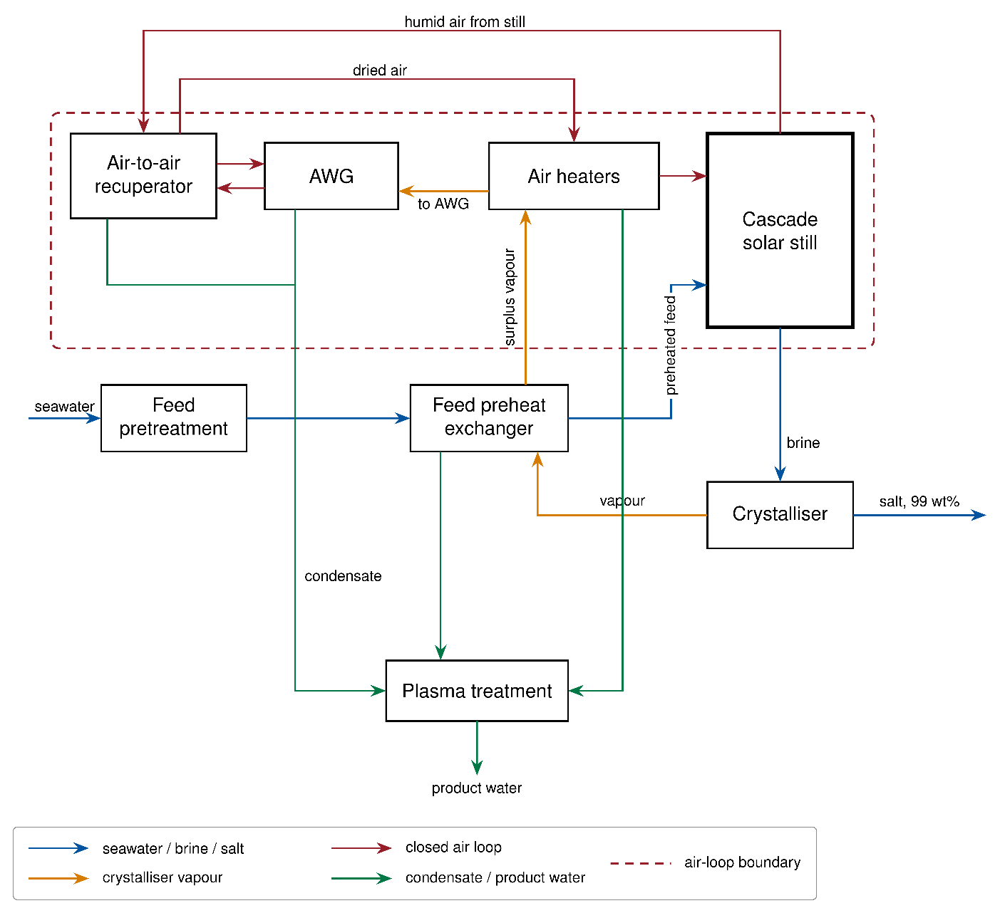 humid air from still
dried air
Air-to-air
recuperator
AWG
to AWG
Air heaters
Cascade
solar still
surplus vapour
preheated feed
seawater
Feed
pretreatment
Feed preheat
exchanger
brine
vapour
Crystalliser
salt, 99 wt%
condensate
Plasma treatment
product water
seawater / brine / salt
closed air loop
air-loop boundary
crystalliser vapour
condensate / product water